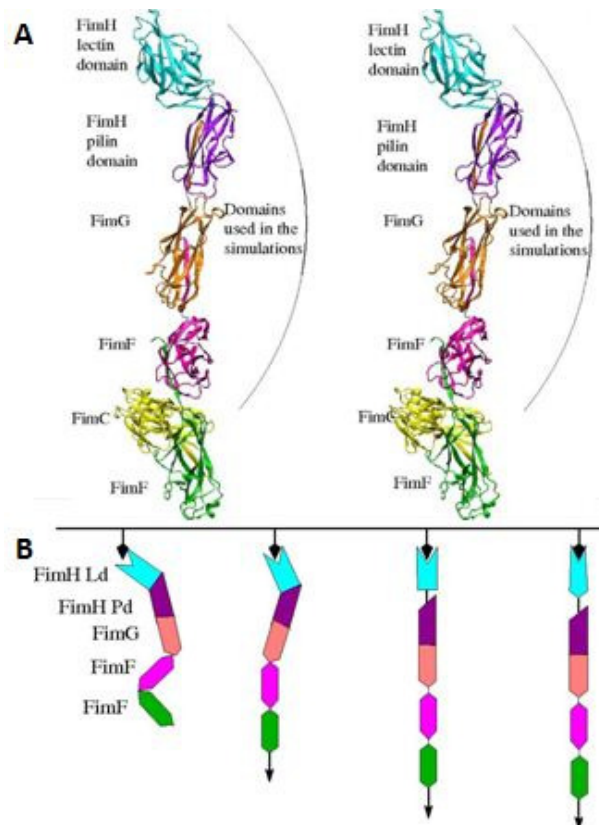 A
FimH
lectin
domain
FimH
pilin
domain
FimG
Domains
used in the
simulations
FimF
FimC
FimF
FimH
lectin
domain
FimH
pilin
domain
FimG
Domains
used in the
simulations
FimF
FimC
FimF
B
FimH Ld
FimH Pd
FimG
FimF
FimF